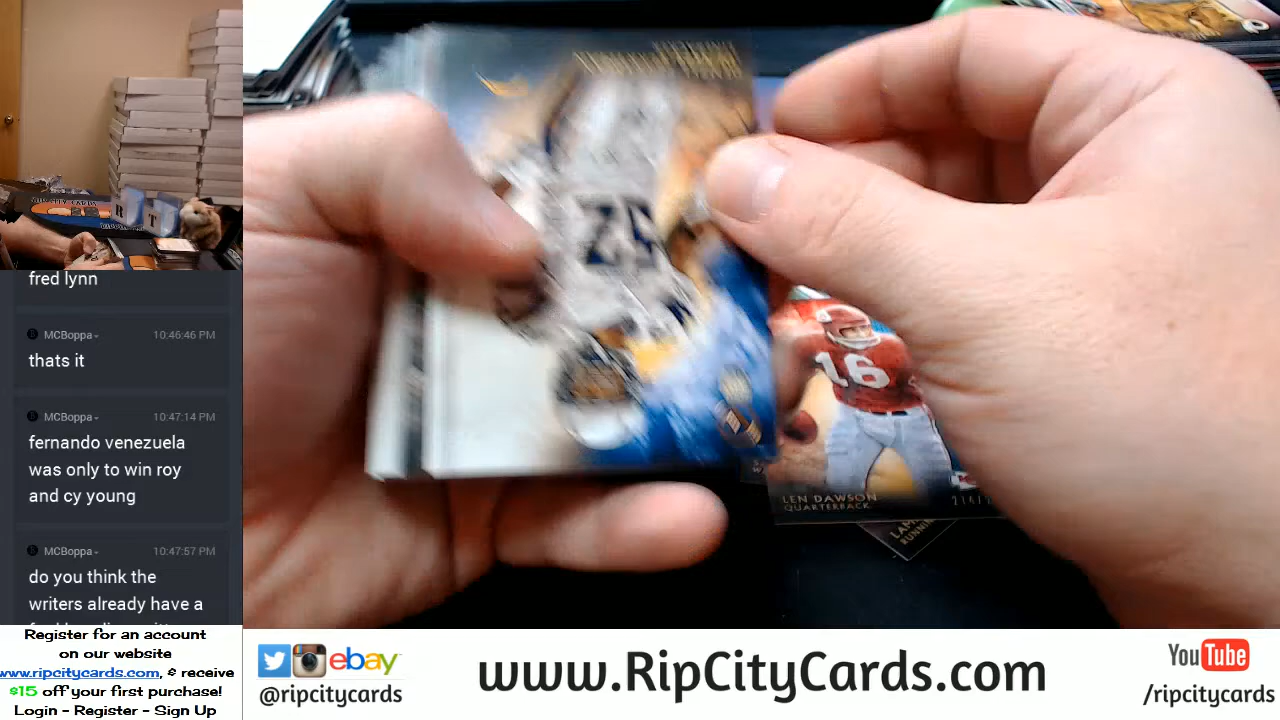 fred lynn
MCBoppa 10:46:46 PM
thats it
MCBoppa 10:47:14 PM
fernando venezuela
was only to win roy
and cy young
MCBoppa 10:47:57 PM
do you think the
writers already have a
Register for an account
on our website
www.ripcitycards.com, & receive
$15 off your first purchase!
Login - Register - Sign Up
16
LEN DAWSON
QUARTERBACK
ebay
@ripcitycards
www.RipCityCards.com
YouTube
/ripcitycards